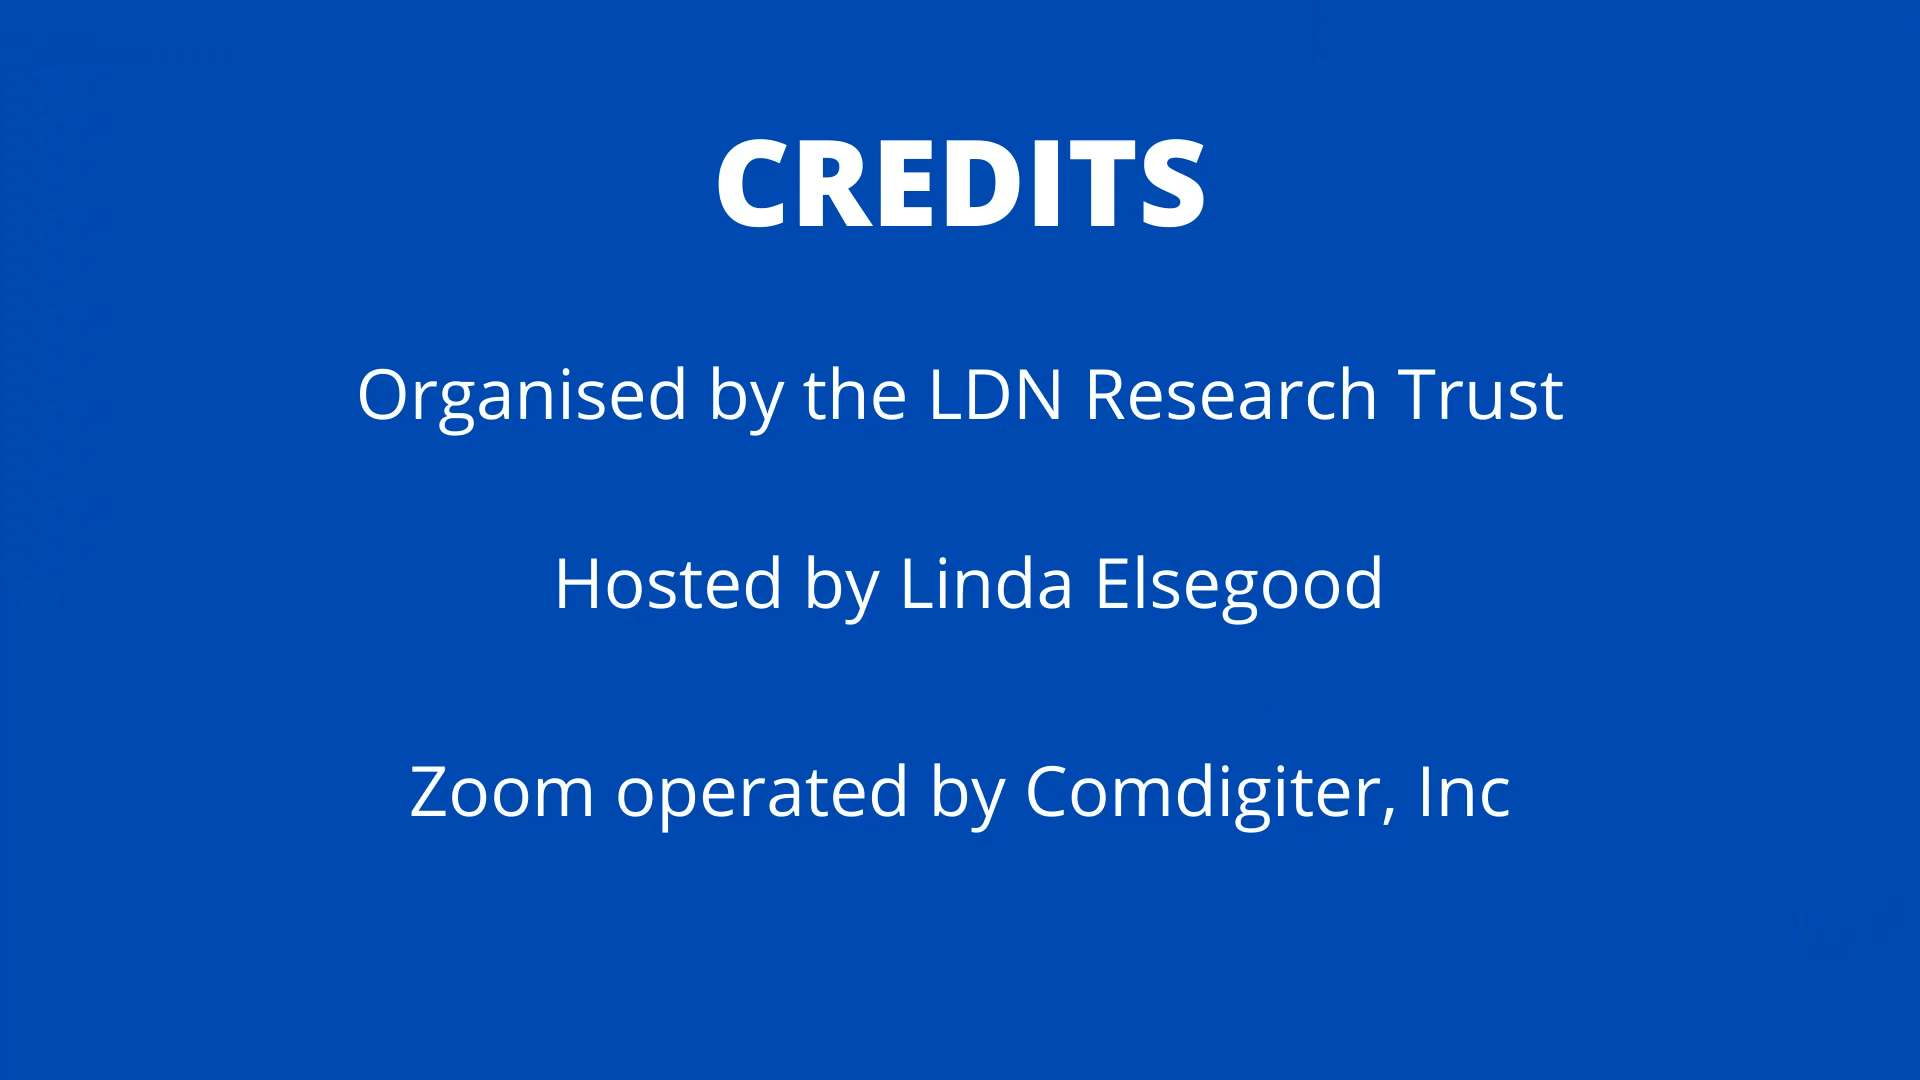 CREDITS
Organised by the LDN Research Trust
Hosted by Linda Elsegood
Zoom operated by Comdigiter, Inc